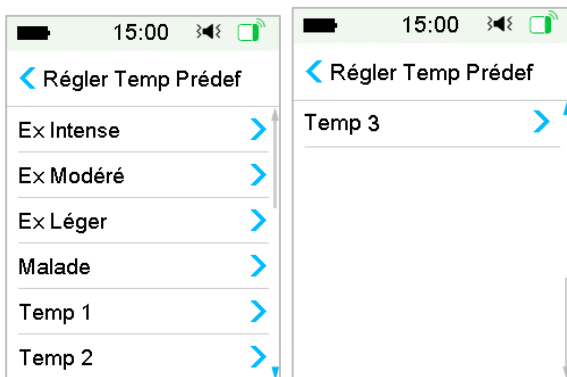 15:00
Régler Temp Prédef
Ex Intense
Ex Modéré
Ex Léger
Malade
Temp 1
Temp 2
15:00
Régler Temp Prédef
Temp 3